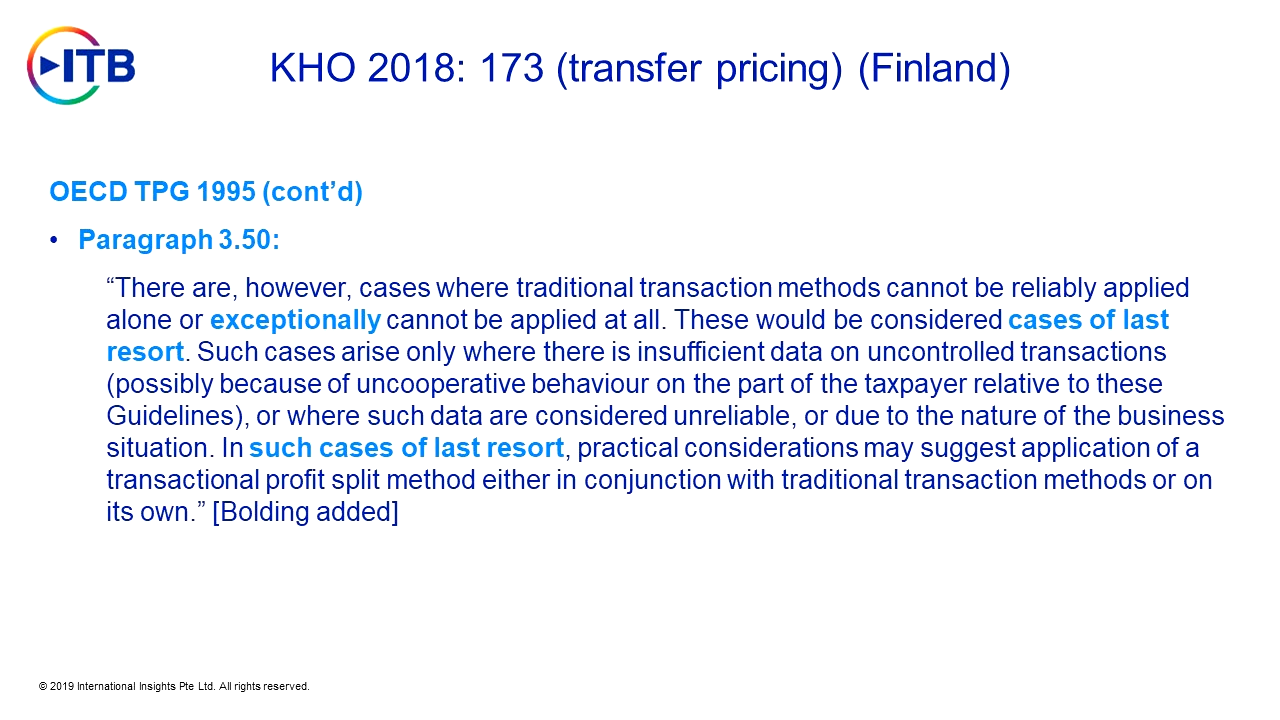 ITB
KHO 2018: 173 (transfer pricing) (Finland)
OECD TPG 1995 (cont’d)
• Paragraph 3.50:
“There are, however, cases where traditional transaction methods cannot be reliably applied
alone or exceptionally cannot be applied at all. These would be considered cases of last
resort. Such cases arise only where there is insufficient data on uncontrolled transactions
(possibly because of uncooperative behaviour on the part of the taxpayer relative to these
Guidelines), or where such data are considered unreliable, or due to the nature of the business
situation. In such cases of last resort, practical considerations may suggest application of a
transactional profit split method either in conjunction with traditional transaction methods or on
its own.” [Bolding added]
© 2019 International Insights Pte Ltd. All rights reserved.